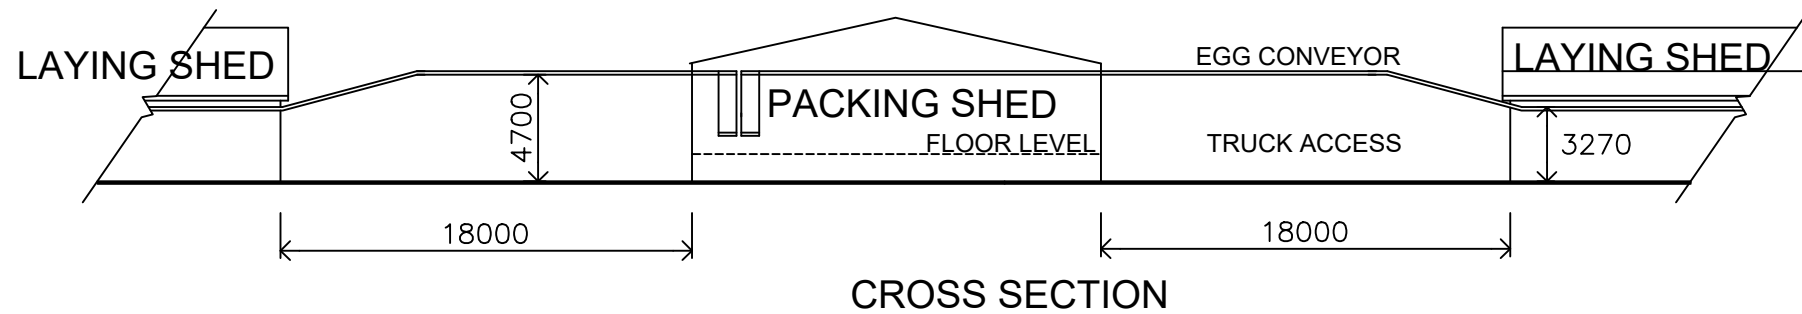 EGG CONVEYOR
LAYING SHED
LAYING SHED
PACKING SHED
4700
FLOOR LEVEL
TRUCK ACCESS
3270
18000
18000
CROSS SECTION